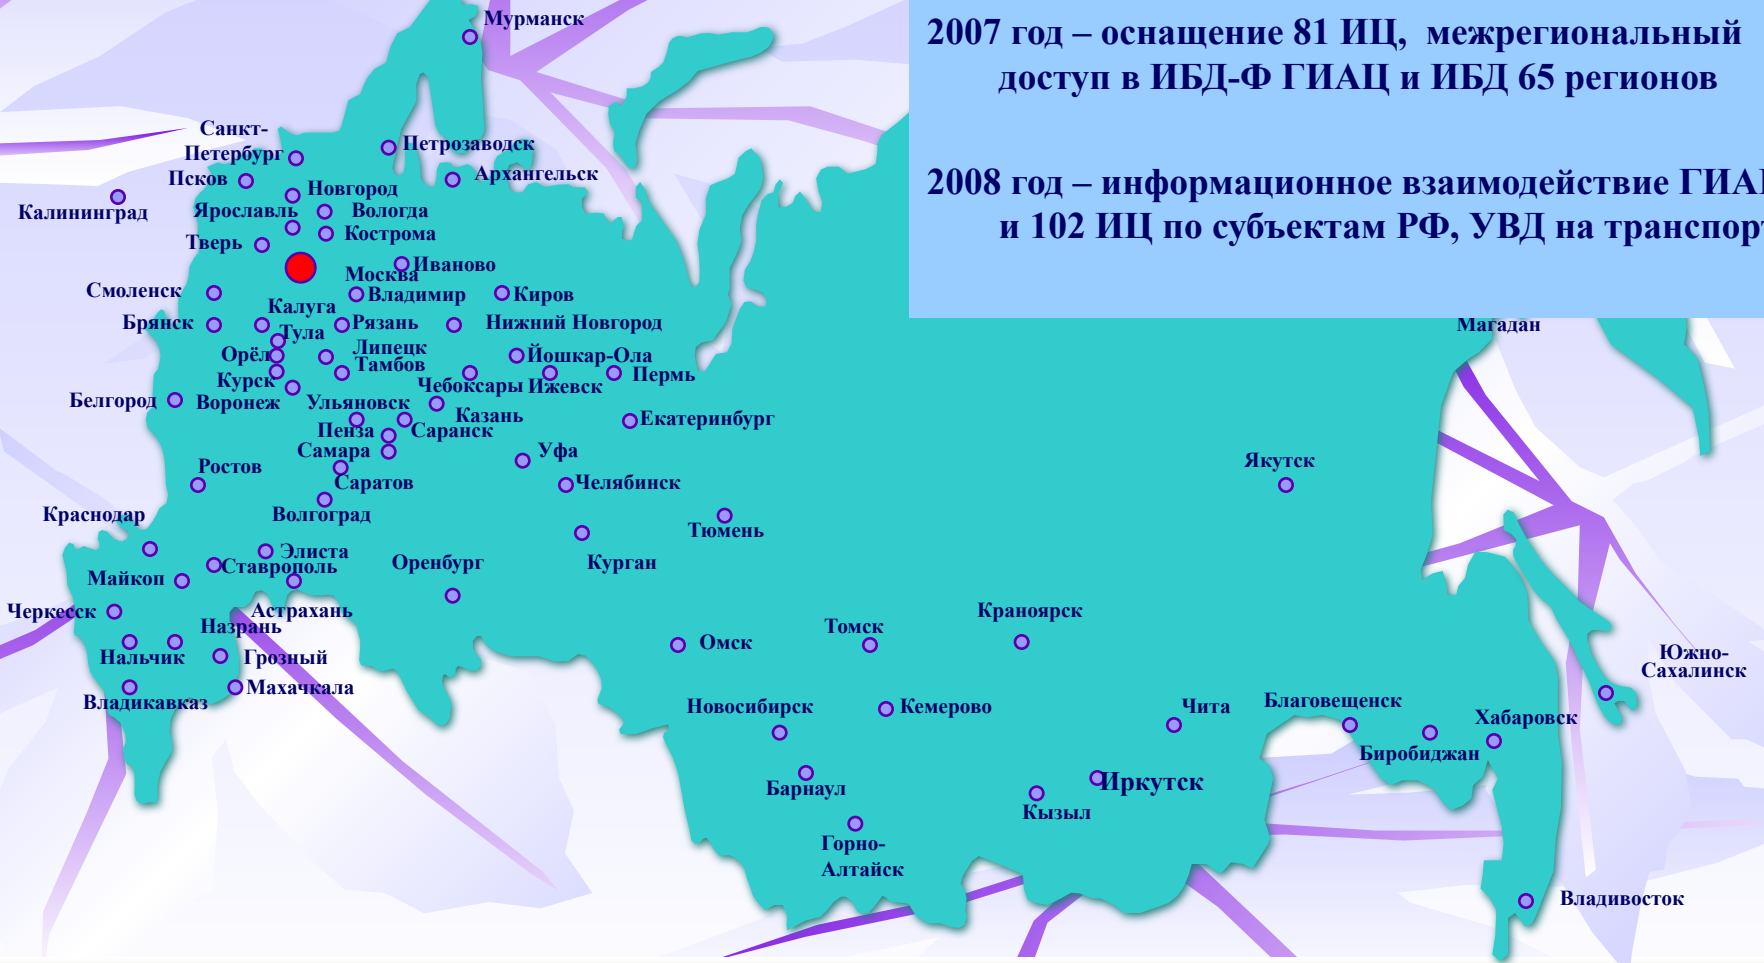 Мурманск
2007 год – оснащение 81 ИЦ, межрегиональный
доступ в ИБД-Ф ГИАЦ и ИБД 65 регионов
2008 год – информационное взаимодействие ГИА
и 102 ИЦ по субъектам РФ, УВД на транспор
Санкт-
Петербург
Петрозаводск
Псков
Архангельск
Новгород
Калининград
Ярославль
Вологда
Тверь
Кострома
Иваново
Москва
Смоленск
Владимир
Киров
Калуга
Брянск
Рязань
Нижний Новгород
Магадан
Тула
Орёл
Липецк
Йошкар-Ола
Тамбов
Курск
Чебоксары
Ижевск
Пермь
Белгород
Воронеж
Ульяновск
Казань
Екатеринбург
Пенза
Саранск
Самара
Уфа
Якутск
Ростов
Саратов
Челябинск
Краснодар
Волгоград
Тюмень
Элиста
Ставрополь
Оренбург
Курган
Майкоп
Черкесск
Астрахань
Назрань
Краноярск
Томск
Омск
Нальчик
Грозный
Южно-
Сахалинск
Махачкала
Владикавказ
Новосибирск
Кемерово
Чита
Благовещенск
Хабаровск
Биробиджан
Барнаул
Иркутск
Кызыл
Горно-
Алтайск
Владивосток